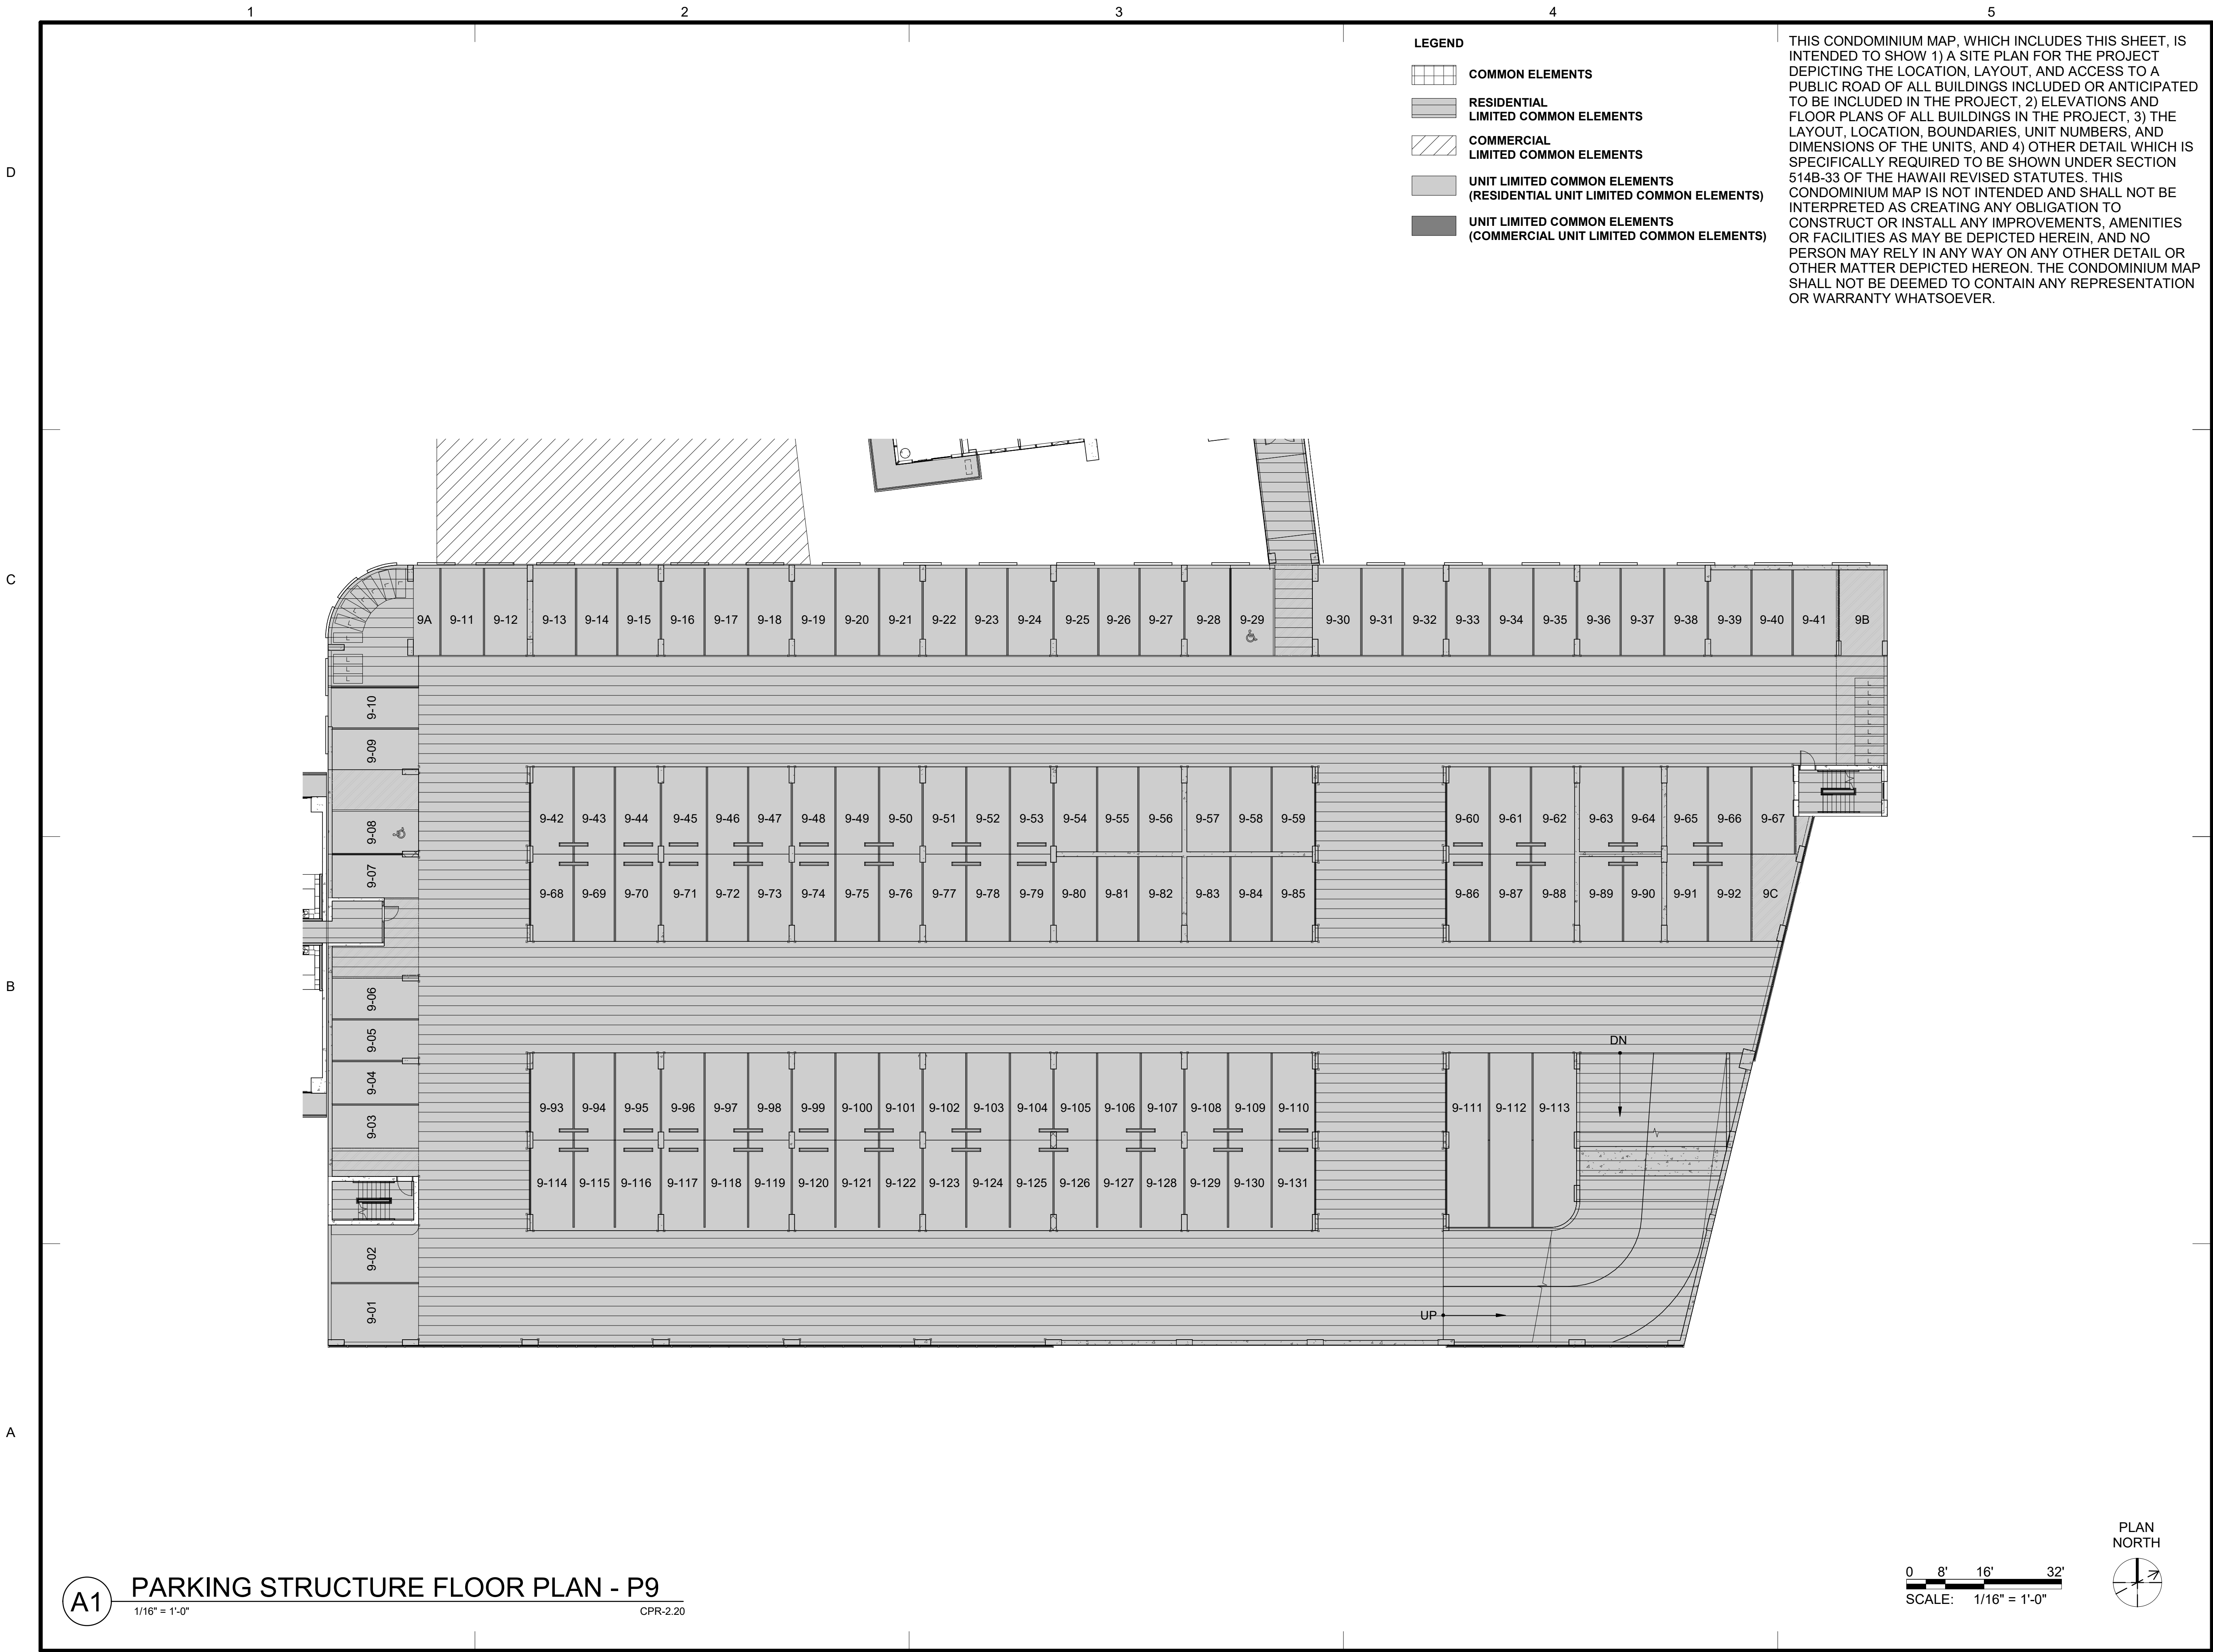 1 2 3 4 5
LEGEND
COMMON ELEMENTS
RESIDENTIAL
LIMITED COMMON ELEMENTS
COMMERCIAL
LIMITED COMMON ELEMENTS
UNIT LIMITED COMMON ELEMENTS
(RESIDENTIAL UNIT LIMITED COMMON ELEMENTS)
UNIT LIMITED COMMON ELEMENTS
(COMMERCIAL UNIT LIMITED COMMON ELEMENTS)
THIS CONDOMINIUM MAP, WHICH INCLUDES THIS SHEET, IS
INTENDED TO SHOW 1) A SITE PLAN FOR THE PROJECT
DEPICTING THE LOCATION, LAYOUT, AND ACCESS TO A
PUBLIC ROAD OF ALL BUILDINGS INCLUDED OR ANTICIPATED
TO BE INCLUDED IN THE PROJECT, 2) ELEVATIONS AND
FLOOR PLANS OF ALL BUILDINGS IN THE PROJECT, 3) THE
LAYOUT, LOCATION, BOUNDARIES, UNIT NUMBERS, AND
DIMENSIONS OF THE UNITS, AND 4) OTHER DETAIL WHICH IS
SPECIFICALLY REQUIRED TO BE SHOWN UNDER SECTION
514B-33 OF THE HAWAII REVISED STATUTES. THIS
CONDOMINIUM MAP IS NOT INTENDED AND SHALL NOT BE
INTERPRETED AS CREATING ANY OBLIGATION TO
CONSTRUCT OR INSTALL ANY IMPROVEMENTS, AMENITIES
OR FACILITIES AS MAY BE DEPICTED HEREIN, AND NO
PERSON MAY RELY IN ANY WAY ON ANY OTHER DETAIL OR
OTHER MATTER DEPICTED HEREON. THE CONDOMINIUM MAP
SHALL NOT BE DEEMED TO CONTAIN ANY REPRESENTATION
OR WARRANTY WHATSOEVER.
D
C
B
A
9A 9-11 9-12 9-13 9-14 9-15 9-16 9-17 9-18 9-19 9-20 9-21 9-22 9-23 9-24 9-25 9-26 9-27 9-28 9-29 9-30 9-31 9-32 9-33 9-34 9-35 9-36 9-37 9-38 9-39 9-40 9-41 9B
L
L
L
L
L
L
L
L
L
L
L
L
L
9-10
9-09
9-08
9-07
9-42 9-43 9-44 9-45 9-46 9-47 9-48 9-49 9-50 9-51 9-52 9-53 9-54 9-55 9-56 9-57 9-58 9-59 9-60 9-61 9-62 9-63 9-64 9-65 9-66 9-67
9-68 9-69 9-70 9-71 9-72 9-73 9-74 9-75 9-76 9-77 9-78 9-79 9-80 9-81 9-82 9-83 9-84 9-85 9-86 9-87 9-88 9-89 9-90 9-91 9-92 9C
9-06
9-05
9-04
9-03
DN
9-93 9-94 9-95 9-96 9-97 9-98 9-99 9-100 9-101 9-102 9-103 9-104 9-105 9-106 9-107 9-108 9-109 9-110 9-111 9-112 9-113
9-114 9-115 9-116 9-117 9-118 9-119 9-120 9-121 9-122 9-123 9-124 9-125 9-126 9-127 9-128 9-129 9-130 9-131
9-02
9-01
UP
A1 PARKING STRUCTURE FLOOR PLAN - P9
1/16" = 1'-0" CPR-2.20
0 8' 16' 32'
SCALE: 1/16" = 1'-0"
PLAN
NORTH